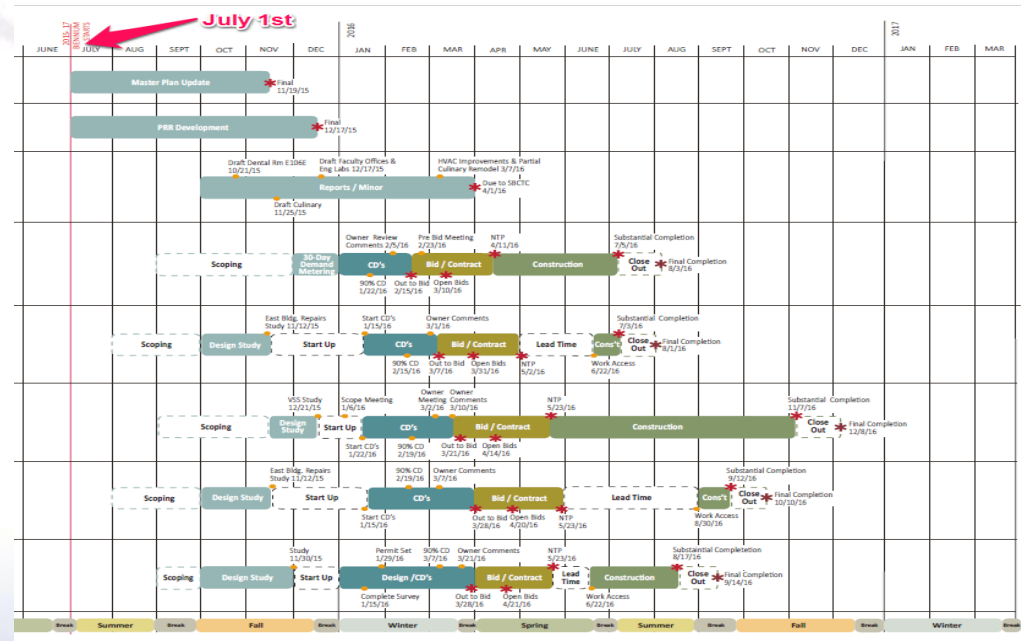 July 1st
2015-17
BENNIUM
STARTS
2016
2017
JUNE JULY AUG SEPT OCT NOV DEC JAN FEB MAR APR MAY JUNE JULY AUG SEPT OCT NOV DEC JAN FEB MAR
Master Plan Update
Final
11/19/15
PRR Development
Final
12/17/15
Draft Dental Rm E106E
10/21/15
Draft Faculty Offices &
Eng Labs 12/17/15
HVAC Improvements & Partial
Culinary Remodel 3/7/16
Reports / Minor
Due to SBCTC
4/1/16
Draft Culinary
11/25/15
Owner Review
Comments 2/5/16
Pre Bid Meeting
2/23/16
NTP
4/11/16
Substantial Completion
7/5/16
Scoping
30-Day
Demand
Metering
CD's
Bid / Contract
Construction
Close
Out
Final Completion
8/3/16
90% CD
1/22/16
Out to Bid
2/15/16
Open Bids
3/10/16
East Bldg. Repairs
Study 11/12/15
Start CD's
1/15/16
Owner Comments
3/1/16
Substantial Completion
7/3/16
Scoping
Design Study
Start Up
CD's
Bid / Contract
Lead Time
Cons't
Close
Out
Final Completion
8/1/16
90% CD
2/15/16
Out to Bid
3/7/16
Open Bids
3/31/16
NTP
5/2/16
Work Access
6/22/16
VSS Study
12/21/15
Scope Meeting
1/6/16
Owner
Meeting
3/2/16
Owner
Comments
3/10/16
NTP
5/23/16
Substantial Completion
11/7/16
Scoping
Design
Study
Start Up
CD's
Bid / Contract
Construction
Close
Out
Final Completion
12/8/16
Start CD's
1/22/16
90% CD
2/19/16
Out to Bid
3/21/16
Open Bids
4/14/16
East Bldg. Repairs
Study 11/12/15
90% CD
2/19/16
Owner Comments
3/7/16
Substantial Completion
9/12/16
Scoping
Design Study
Start Up
CD's
Bid / Contract
Lead Time
Cons't
Close
Out
Final Completion
10/10/16
Start CD's
1/15/16
Out to Bid
3/28/16
Open Bids
4/20/16
NTP
5/23/16
Work Access
8/30/16
Study
11/30/15
Permit Set
1/29/16
90% CD
3/7/16
Owner Comments
3/21/16
NTP
5/23/16
Substaintial Completetion
8/17/16
Scoping
Design Study
Start Up
Design /CD's
Bid / Contract
Lead
Time
Construction
Close
Out
Final Completion
9/14/16
Complete Survey
1/15/16
Out to Bid
3/28/16
Open Bids
4/21/16
Work Access
6/22/16
Break Summer Break Fall Break Winter Break Spring Break Summer Break Fall Break Winter Break